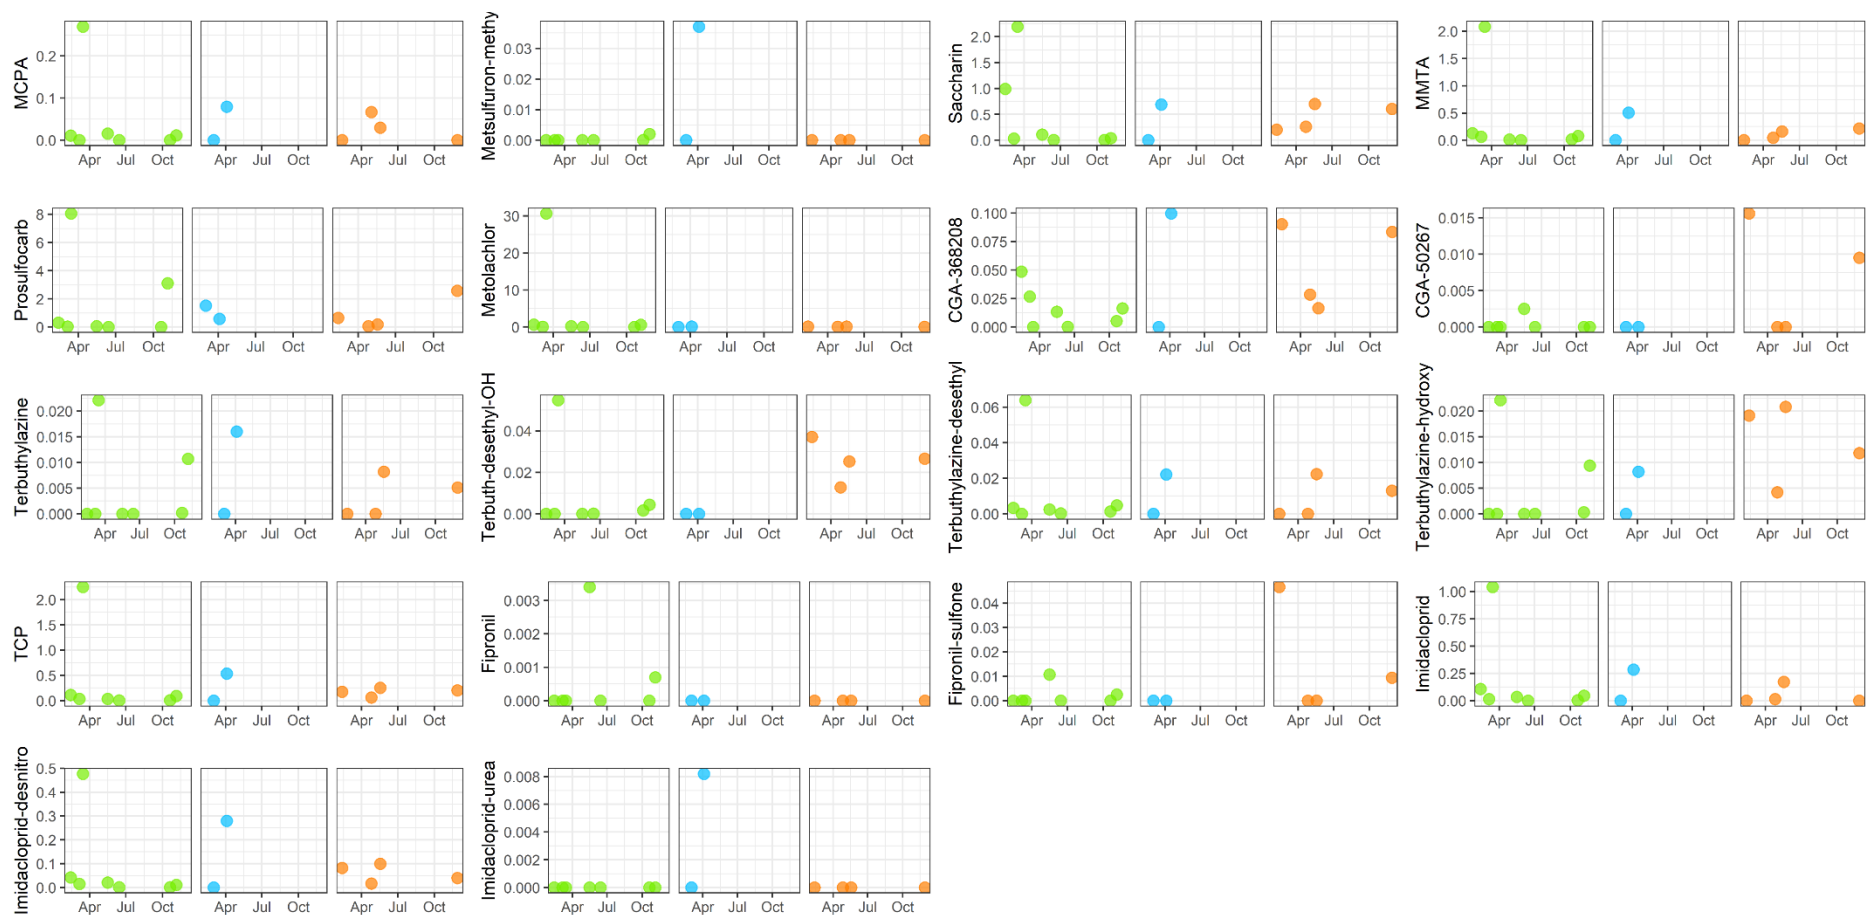 MCPA
0.2
0.1
0.0
Apr Jul Oct Apr Jul Oct Apr Jul Oct
Metsulfuron-methy
0.03
0.02
0.01
0.00
Apr Jul Oct Apr Jul Oct Apr Jul Oct
Saccharin
2.0
1.5
1.0
0.5
0.0
Apr Jul Oct Apr Jul Oct Apr Jul Oct
MMTA
2.0
1.5
1.0
0.5
0.0
Apr Jul Oct Apr Jul Oct Apr Jul Oct
Prosulfocarb
8
6
4
2
0
Apr Jul Oct Apr Jul Oct Apr Jul Oct
Metolachlor
30
20
10
0
Apr Jul Oct Apr Jul Oct Apr Jul Oct
CGA-368208
0.100
0.075
0.050
0.025
0.000
Apr Jul Oct Apr Jul Oct Apr Jul Oct
CGA-50267
0.015
0.010
0.005
0.000
Apr Jul Oct Apr Jul Oct Apr Jul Oct
Terbuthylazine
0.020
0.015
0.010
0.005
0.000
Apr Jul Oct Apr Jul Oct Apr Jul Oct
Terbuth-desethyl-OH
0.04
0.02
0.00
Apr Jul Oct Apr Jul Oct Apr Jul Oct
Terbuthylazine-desethyl
0.06
0.04
0.02
0.00
Apr Jul Oct Apr Jul Oct Apr Jul Oct
Terbuthylazine-hydroxy
0.020
0.015
0.010
0.005
0.000
Apr Jul Oct Apr Jul Oct Apr Jul Oct
TCP
2.0
1.5
1.0
0.5
0.0
Apr Jul Oct Apr Jul Oct Apr Jul Oct
Fipronil
0.003
0.002
0.001
0.000
Apr Jul Oct Apr Jul Oct Apr Jul Oct
Fipronil-sulfone
0.04
0.03
0.02
0.01
0.00
Apr Jul Oct Apr Jul Oct Apr Jul Oct
Imidacloprid
1.00
0.75
0.50
0.25
0.00
Apr Jul Oct Apr Jul Oct Apr Jul Oct
Imidacloprid-desnitro
0.5
0.4
0.3
0.2
0.1
0.0
Apr Jul Oct Apr Jul Oct Apr Jul Oct
Imidacloprid-urea
0.008
0.006
0.004
0.002
0.000
Apr Jul Oct Apr Jul Oct Apr Jul Oct